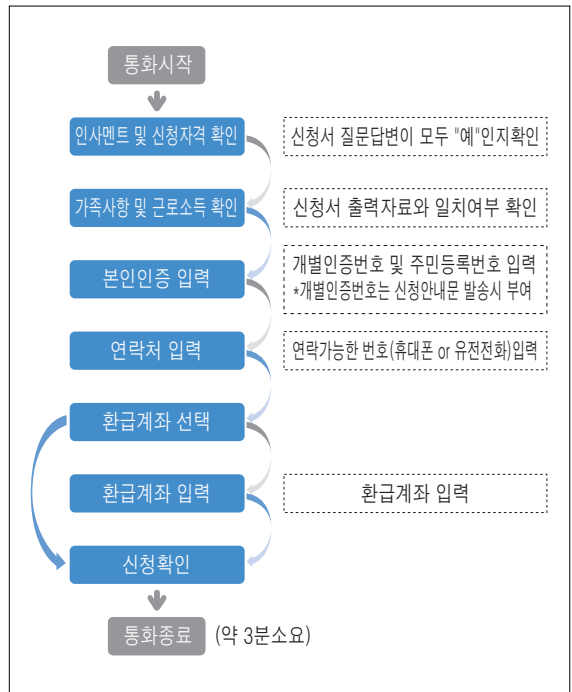 통화시작
인사멘트 및 신청자격 확인
신청서 질문답변이 모두 "예"인지확인
가족사항 및 근로소득 확인
신청서 출력자료와 일치여부 확인
본인인증 입력
개별인증번호 및 주민등록번호 입력
*개별인증번호는 신청안내문 발송시 부여
연락처 입력
연락가능한 번호(휴대폰 or 유전전화)입력
환급계좌 선택
환급계좌 입력
환급계좌 입력
신청확인
통화종료 (약 3분소요)